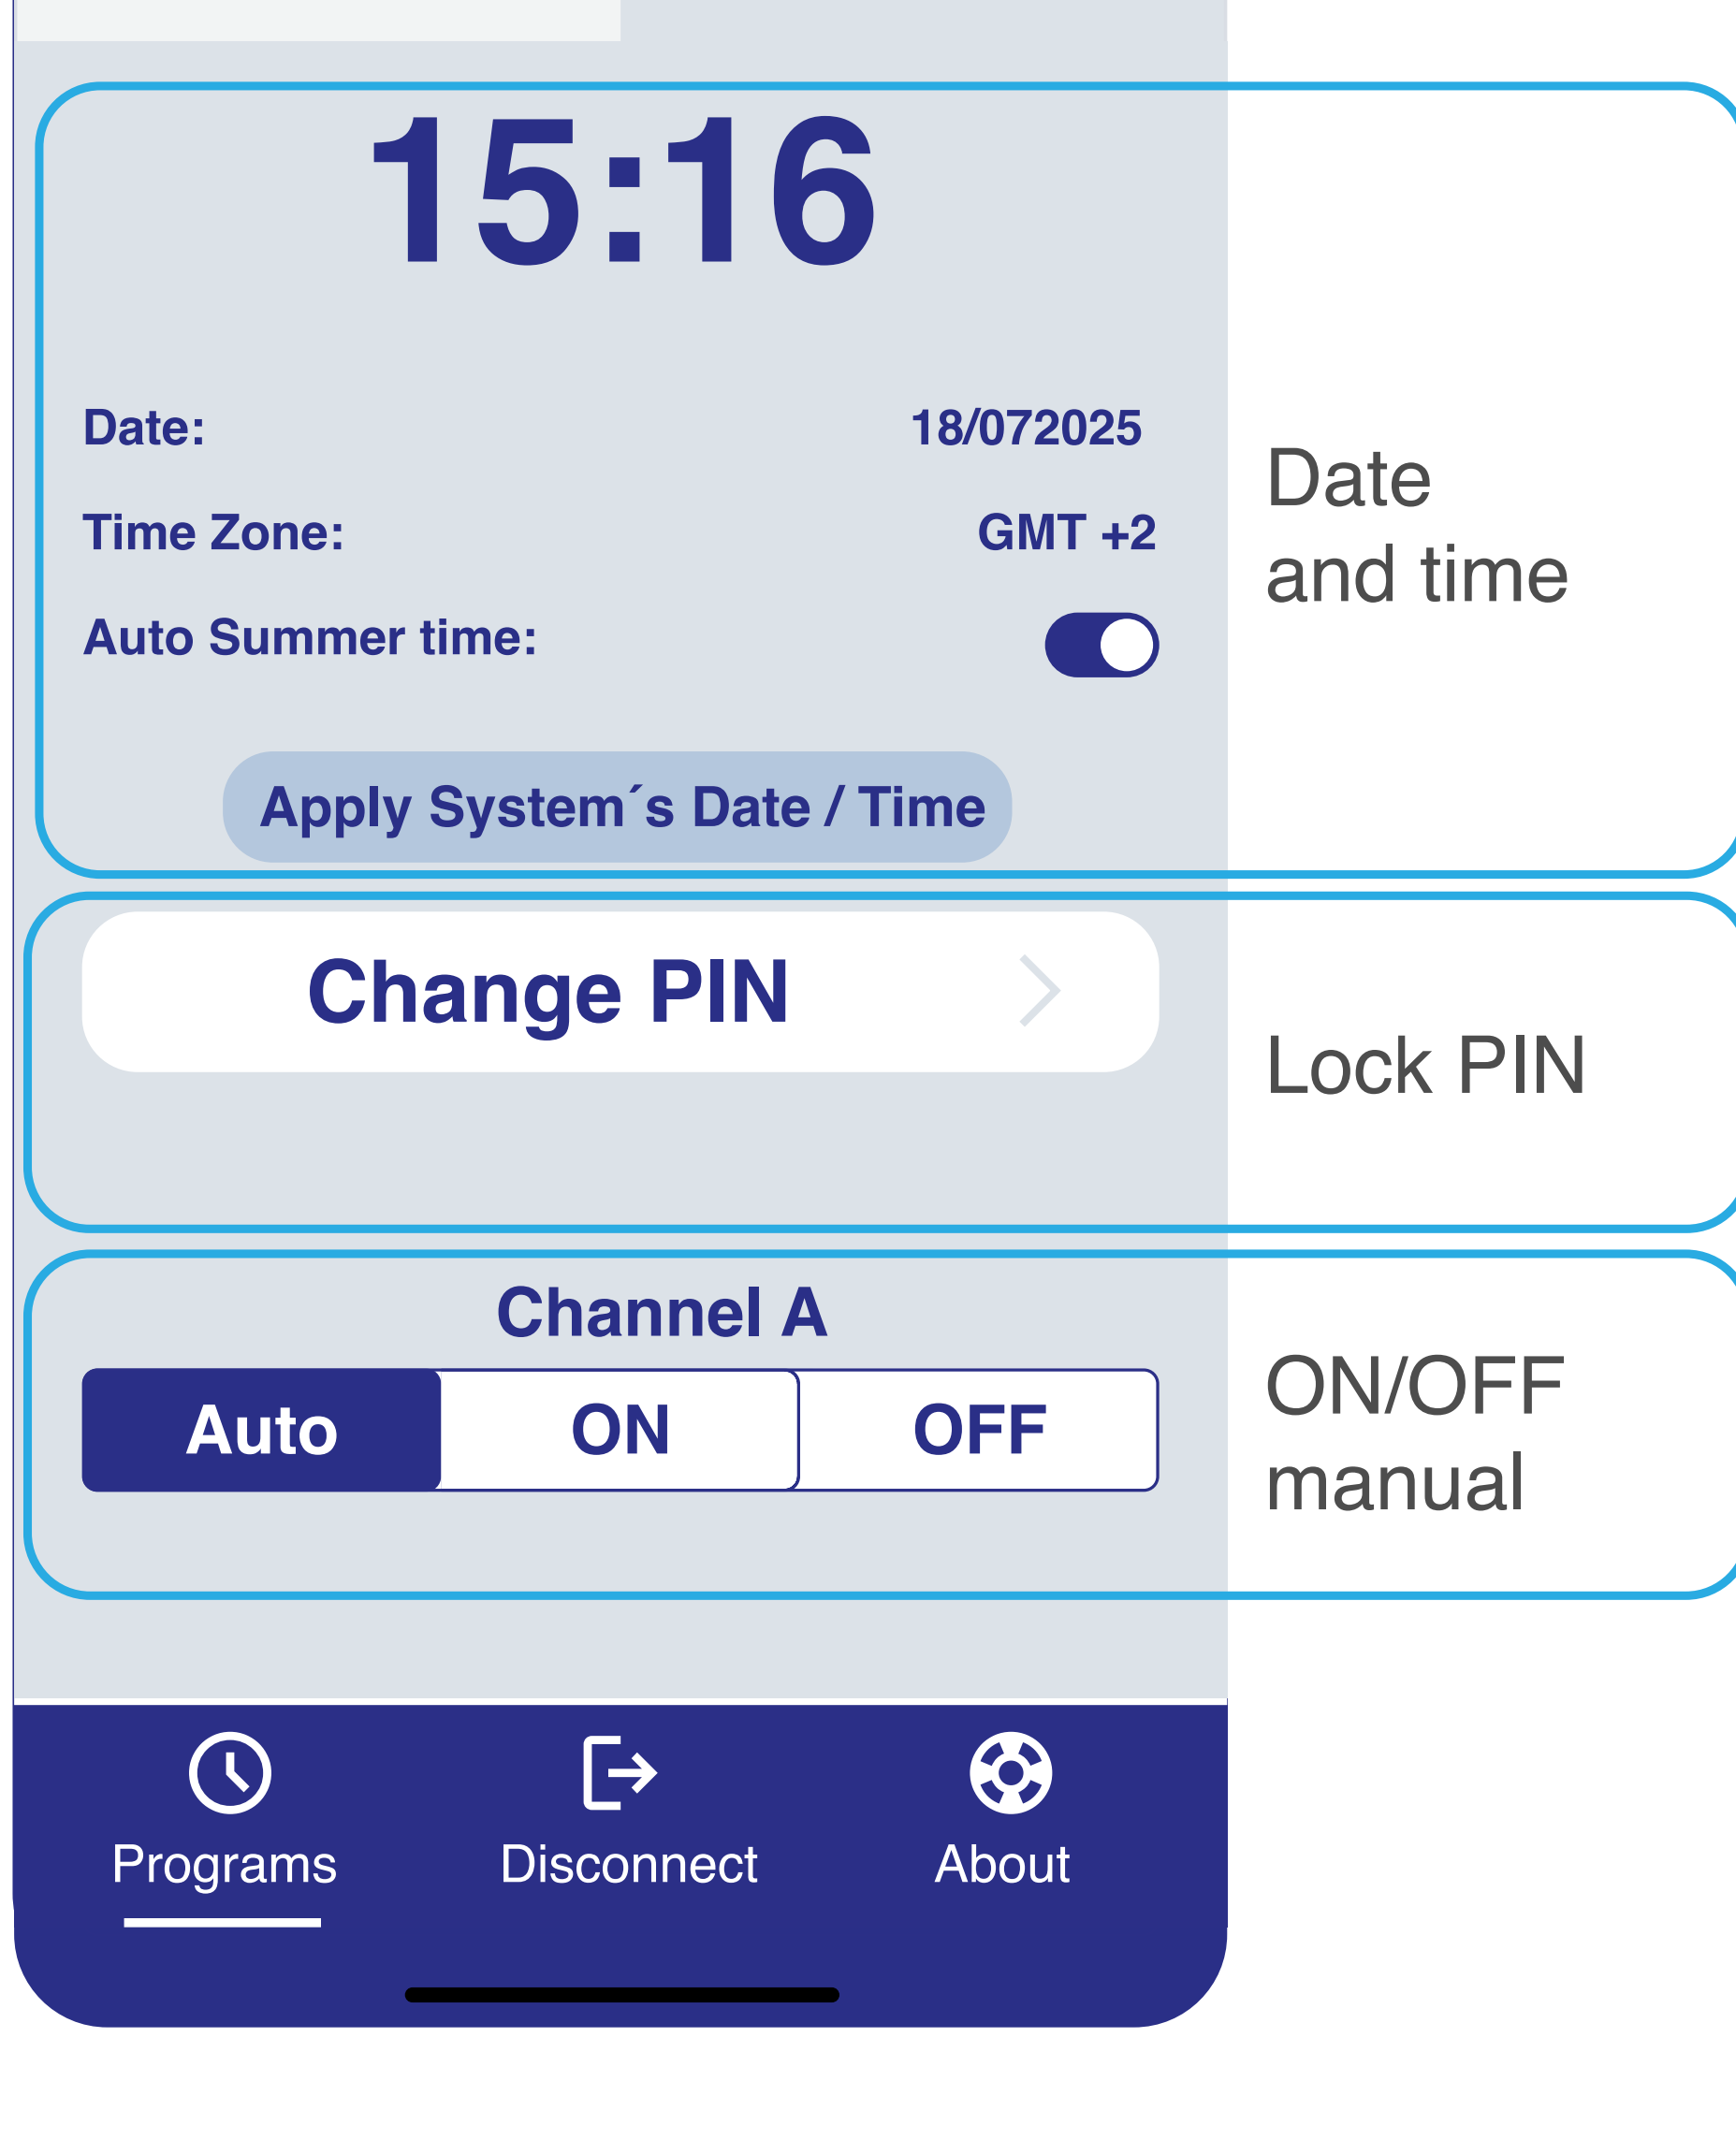 15:16
Date: 18/072025
Time Zone: GMT +2
Auto Summer time:
Apply System´s Date / Time
Date
and time
Change PIN
Lock PIN
Channel A
Auto ON OFF
ON/OFF
manual
Programs Disconnect About